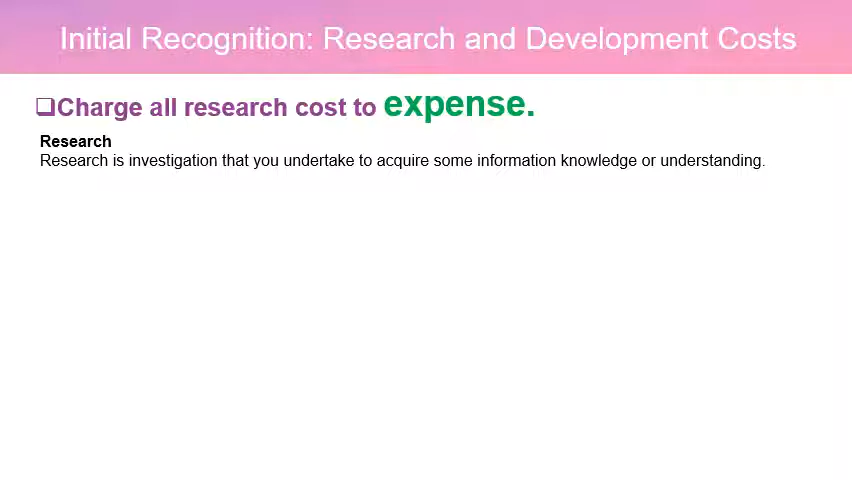 Initial Recognition: Research and Development Costs
❑Charge all research cost to expense.
Research
Research is investigation that you undertake to acquire some information knowledge or understanding.